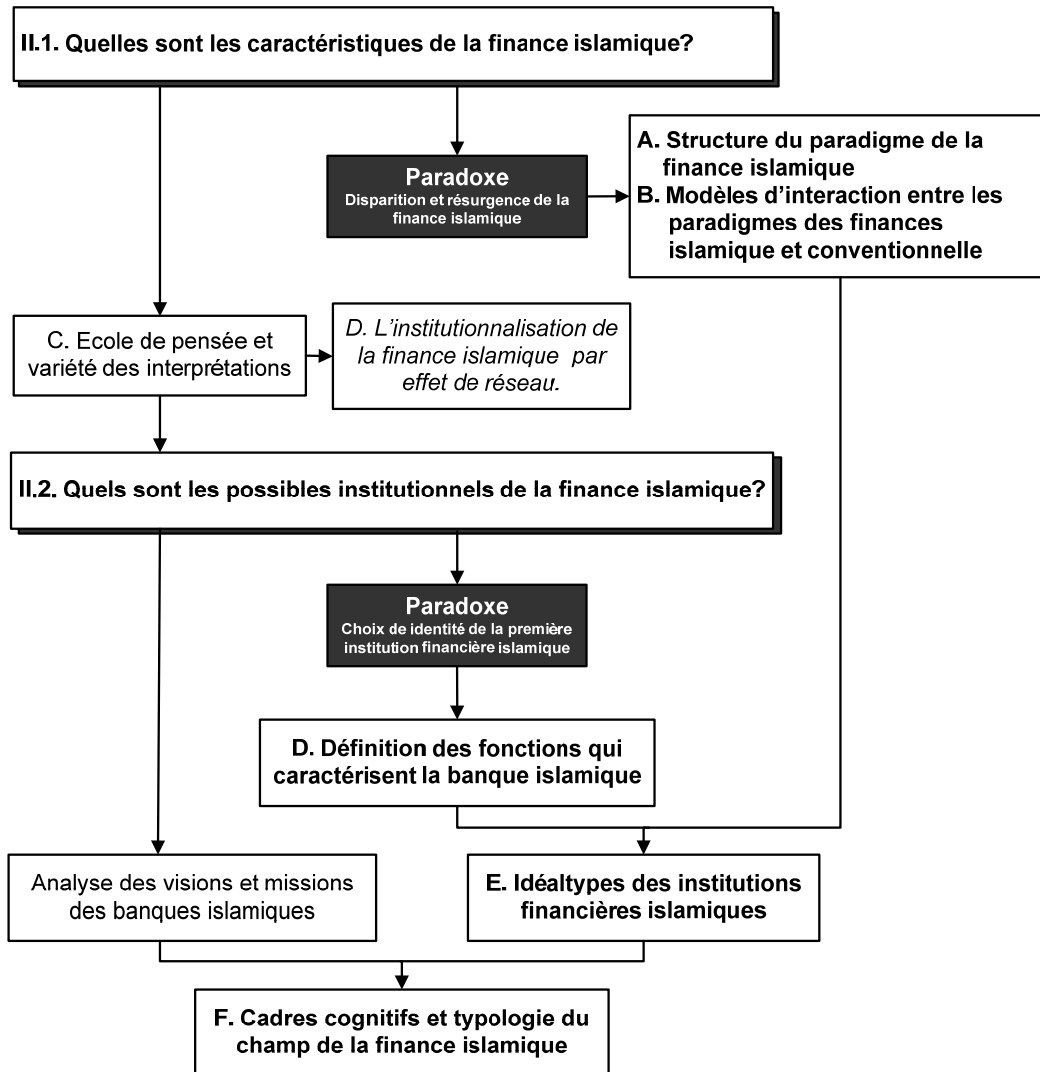 II.1. Quelles sont les caractéristiques de la finance islamique?
Paradoxe
Disparition et résurgence de la
finance islamique
A. Structure du paradigme de la
finance islamique
B. Modèles d'interaction entre les
paradigmes des finances
islamique et conventionnelle
C. Ecole de pensée et
variété des interprétations
D. L'institutionnalisation de
la finance islamique par
effet de réseau.
II.2. Quels sont les possibles institutionnels de la finance islamique?
Paradoxe
Choix de identité de la première
institution financière islamique
D. Définition des fonctions qui
caractérisent la banque islamique
Analyse des visions et missions
des banques islamiques
E. Idéaltypes des institutions
financières islamiques
F. Cadres cognitifs et typologie du
champ de la finance islamique